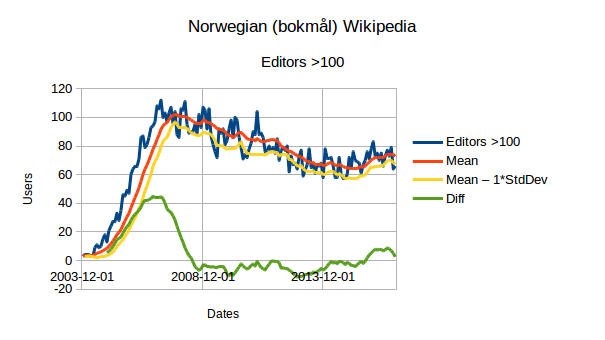 Norwegian (bokmål) Wikipedia
Editors >100
120
100
80
60
40
20
0
-20
2003-12-01
2008-12-01
2013-12-01
Users
Dates
Editors >100
Mean
Mean – 1*StdDev
Diff